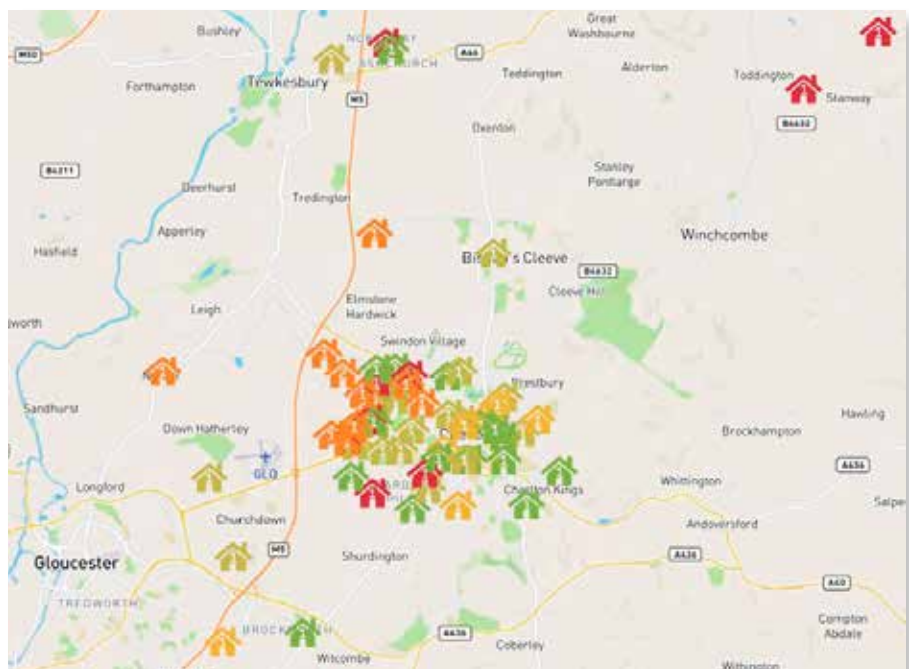 Great
Washbourne
Bushley
M50
A46
Teddington
Alderton
Toddington
Stanway
Forthampton
Tewkesbury
M5
B4632
Oxenton
B4211
Stanley
Pontlarge
Deerhurst
Tredington
Apperley
Hasfield
Winchcombe
Cleeve
B4632
Cleeve Hill
Elmstone
Hardwick
Leigh
Swindon Village
Sandhurst
Hawling
Down Hatherley
Brockhampton
GLO
A436
Longford
Charlton Kings
Whittington
Churchdown
Andoversford
Gloucester
M5
Shurdington
A436
TREDWORTH
A40
Compton
Abdale
A436
Witcombe
Coberley
Withington